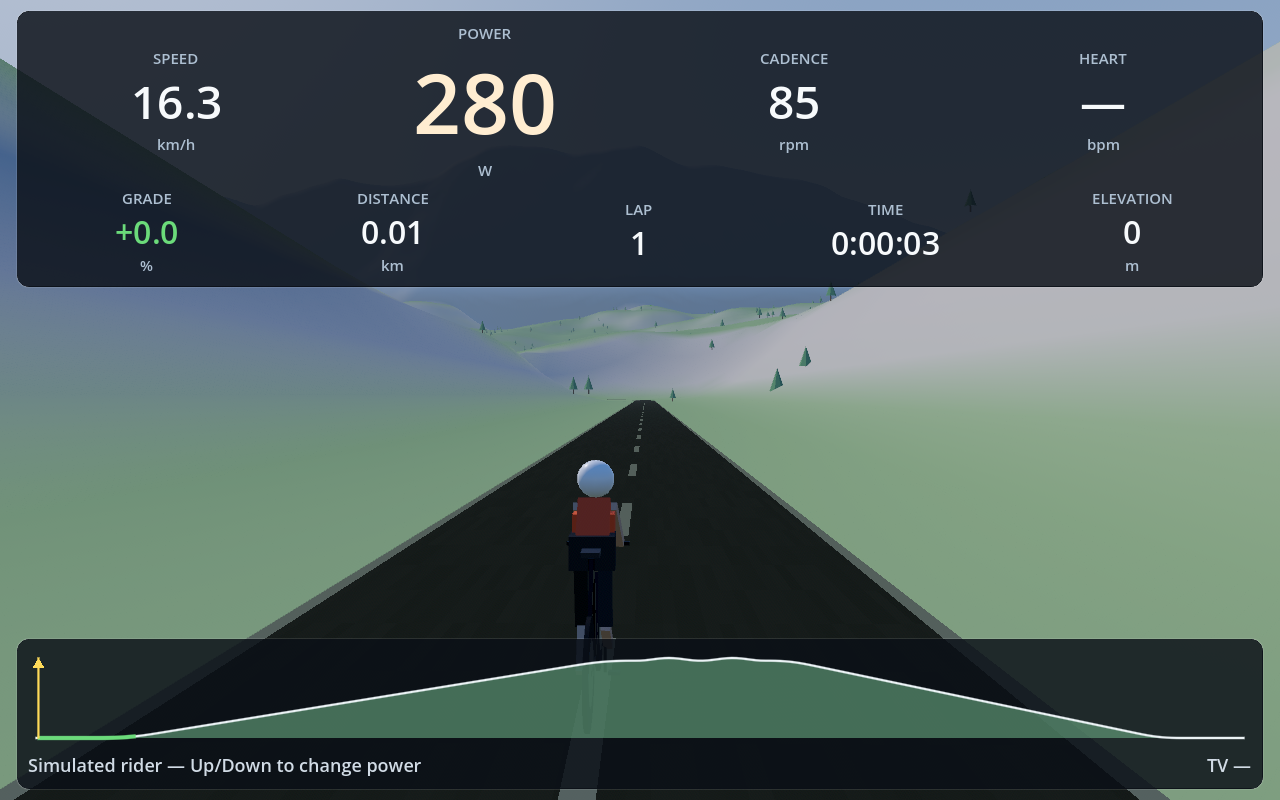 SPEED
16.3
km/h
POWER
280
W
CADENCE
85
rpm
HEART
—
bpm
GRADE
+0.0
%
DISTANCE
0.01
km
LAP
1
TIME
0:00:03
ELEVATION
0
m
Simulated rider — Up/Down to change power
TV —